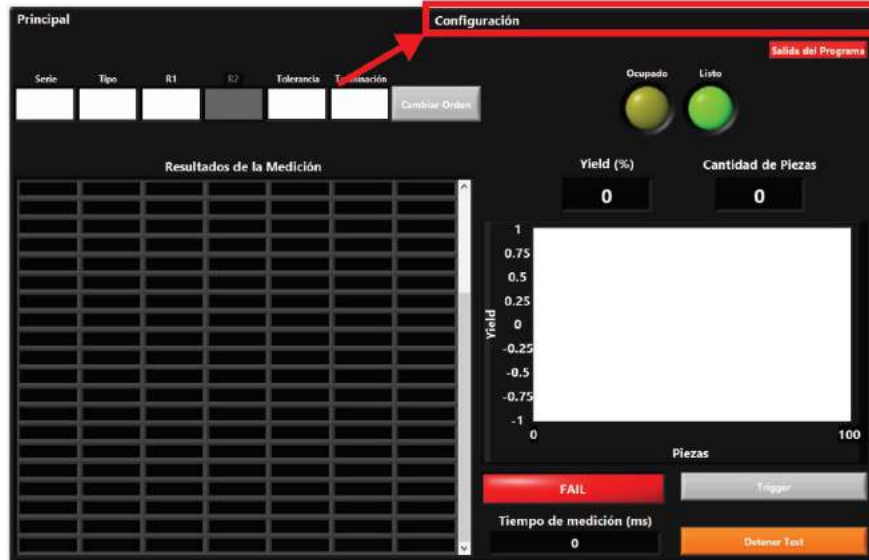 Principal
Configuración
Salida del Programa
Serie Tipo R1 R2 Tolerancia Terminación
Cambiar Orden
Ocupado Listo
Resultados de la Medición
Yield (%) Cantidad de Piezas
0 0
1
0.75
0.5
0.25
0
-0.25
-0.5
-0.75
-1
Yield
0 100
Piezas
FAIL
Trigger
Tiempo de medición (ms)
0
Detener Test